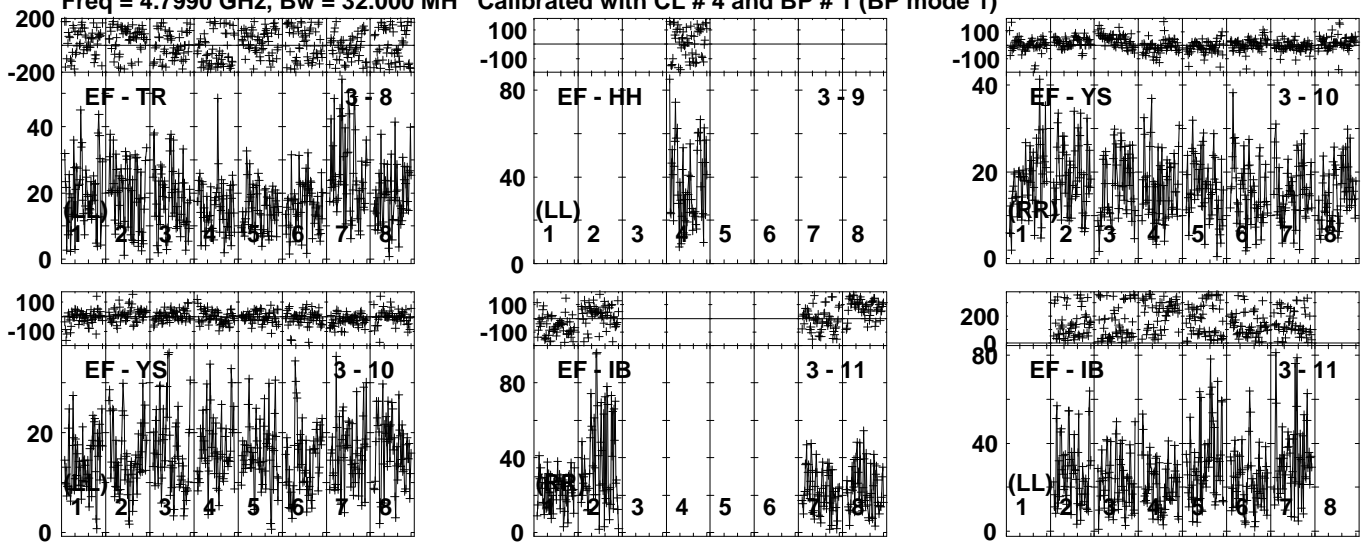 Freq = 4.7990 GHz, Bw = 32.000 MH Calibrated with CL # 4 and BP # 1 (BP mode 1)
200
-200
EF - TR 3 - 8
40
20
0
(LL)
1 2 3 4 5 6 7 8
100
-100
EF - HH 3 - 9
80
40
0
(LL)
1 2 3 4 5 6 7 8
100
-100
EF - YS 3 - 10
40
20
0
(RR)
1 2 3 4 5 6 7 8
100
-100
EF - YS 3 - 10
20
0
(LL)
1 2 3 4 5 6 7 8
100
-100
EF - IB 3 - 11
80
40
0
(RR)
1 2 3 4 5 6 7 8
200
0
EF - IB 3 - 11
80
40
0
(LL)
1 2 3 4 5 6 7 8